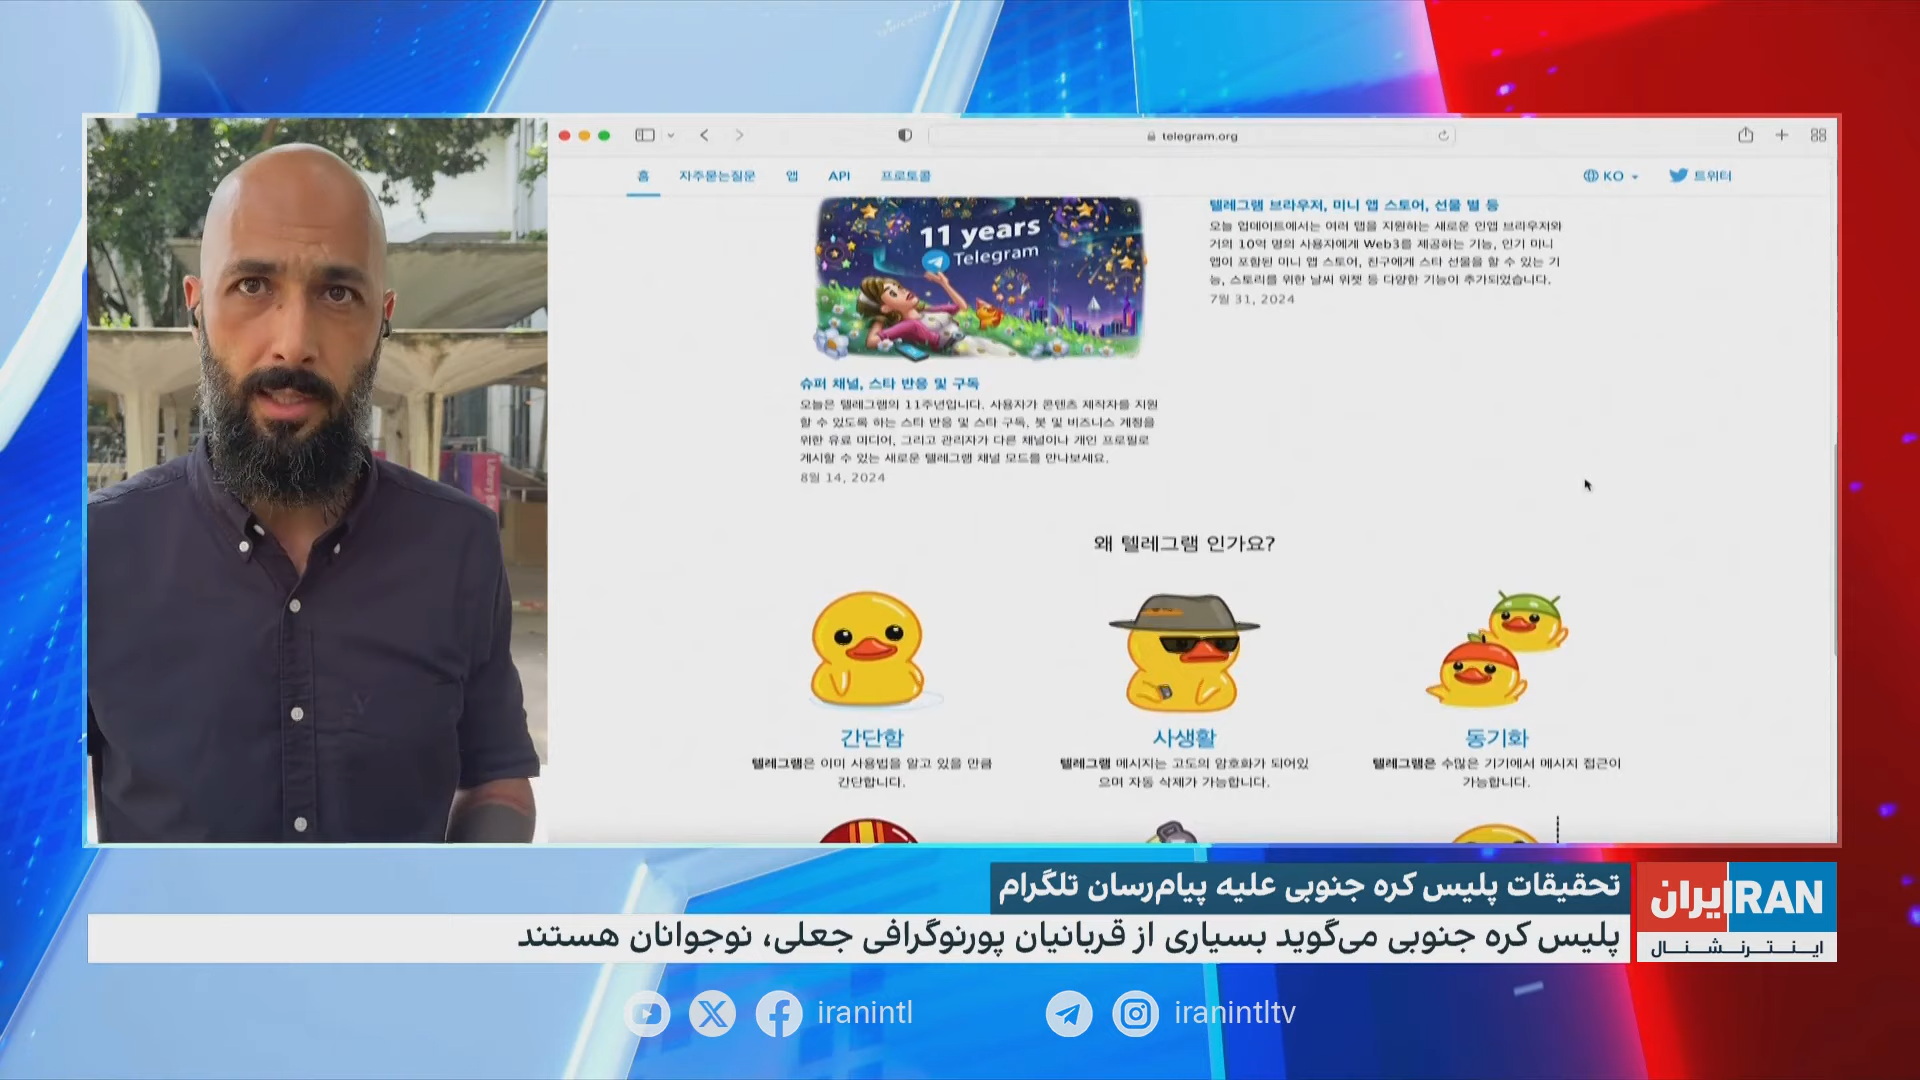 telegram.org
홈 자주묻는질문 앱 API 프로토콜 KO 트위터
11 years
Telegram
텔레그램 브라우저, 미니 앱 스토어, 선물 별 등
오늘 업데이트에서는 여러 탭을 지원하는 새로운 인앱 브라우저와
거의 10억 명의 사용자에게 Web3를 제공하는 기능, 인기 미니
앱이 포함된 미니 앱 스토어, 친구에게 스타 선물을 할 수 있는 기
능, 스토리를 위한 날씨 위젯 등 다양한 기능이 추가되었습니다.
7월 31, 2024
슈퍼 채널, 스타 반응 및 구독
오늘은 텔레그램의 11주년입니다. 사용자가 콘텐츠 제작자를 지원
할 수 있도록 하는 스타 반응 및 스타 구독, 봇 및 비즈니스 계정을
위한 유료 미디어, 그리고 관리자가 다른 채널이나 개인 프로필로
게시할 수 있는 새로운 텔레그램 채널 모드를 만나보세요.
8월 14, 2024
왜 텔레그램 인가요?
간단함
텔레그램은 이미 사용법을 알고 있을 만큼
간단합니다.
사생활
텔레그램 메시지는 고도의 암호화가 되어있
으며 자동 삭제가 가능합니다.
동기화
텔레그램은 수많은 기기에서 메시지 접근이
가능합니다.
تحقیقات پلیس کره جنوبی علیه پیام‌رسان تلگرام
پلیس کره جنوبی می‌گوید بسیاری از قربانیان پورنوگرافی جعلی، نوجوانان هستند
ایران IRAN
اینترنشنال
iranintl
iranintltv